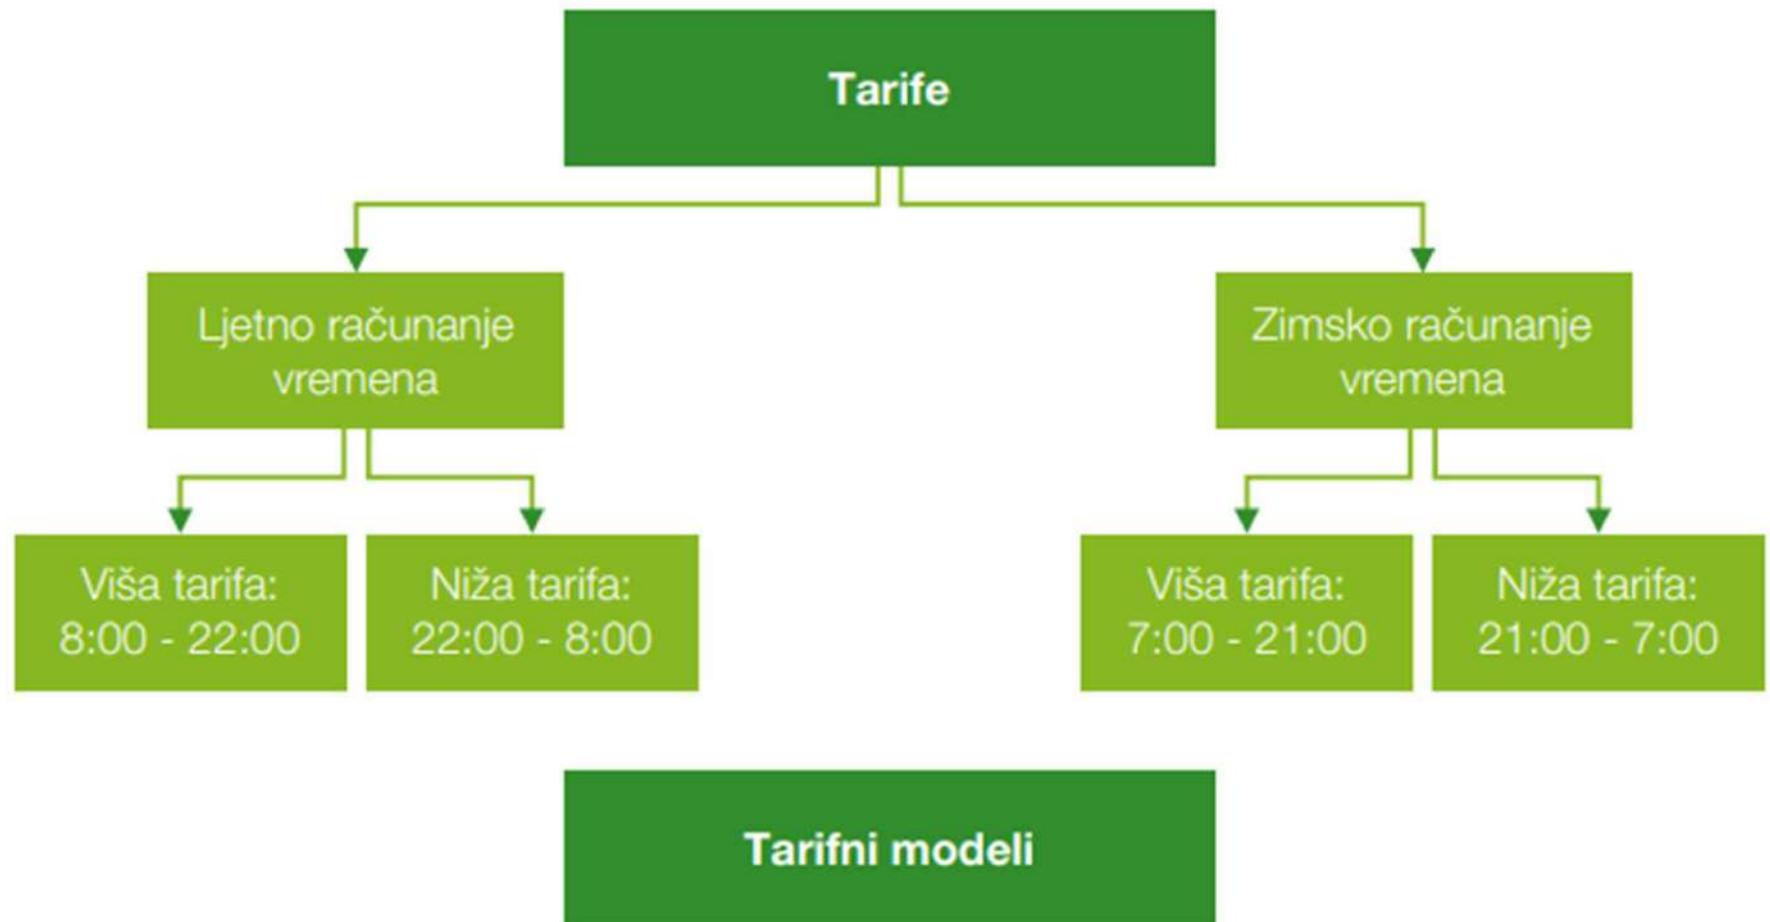 Tarife
Ljetno računanje
vremena
Zimsko računanje
vremena
Viša tarifa:
8:00 - 22:00
Niža tarifa:
22:00 - 8:00
Viša tarifa:
7:00 - 21:00
Niža tarifa:
21:00 - 7:00
Tarifni modeli